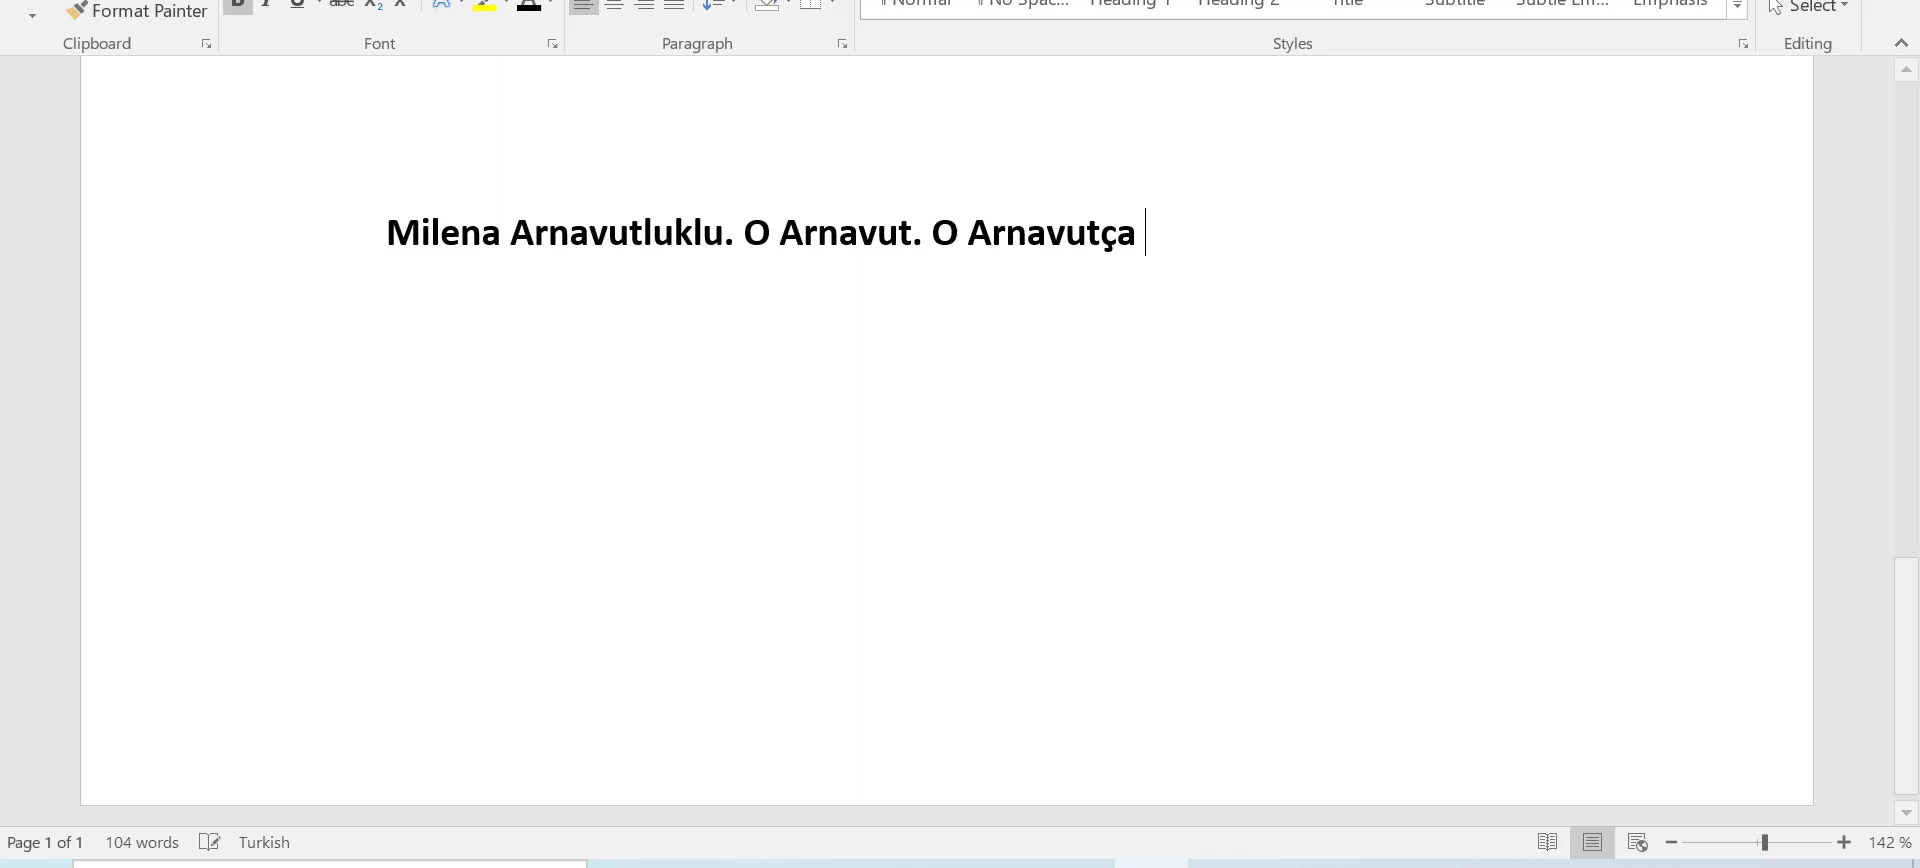 Format Painter
Select
Clipboard
Font
Paragraph
Styles
Editing
Milena Arnavutluklu. O Arnavut. O Arnavutça
Page 1 of 1 104 words Turkish 142 %